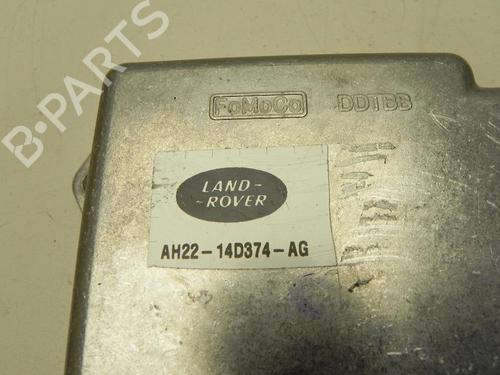 B-PARTS
FoMoCo DDTBB
LAND-
-ROVER
AH22-14D374-AG